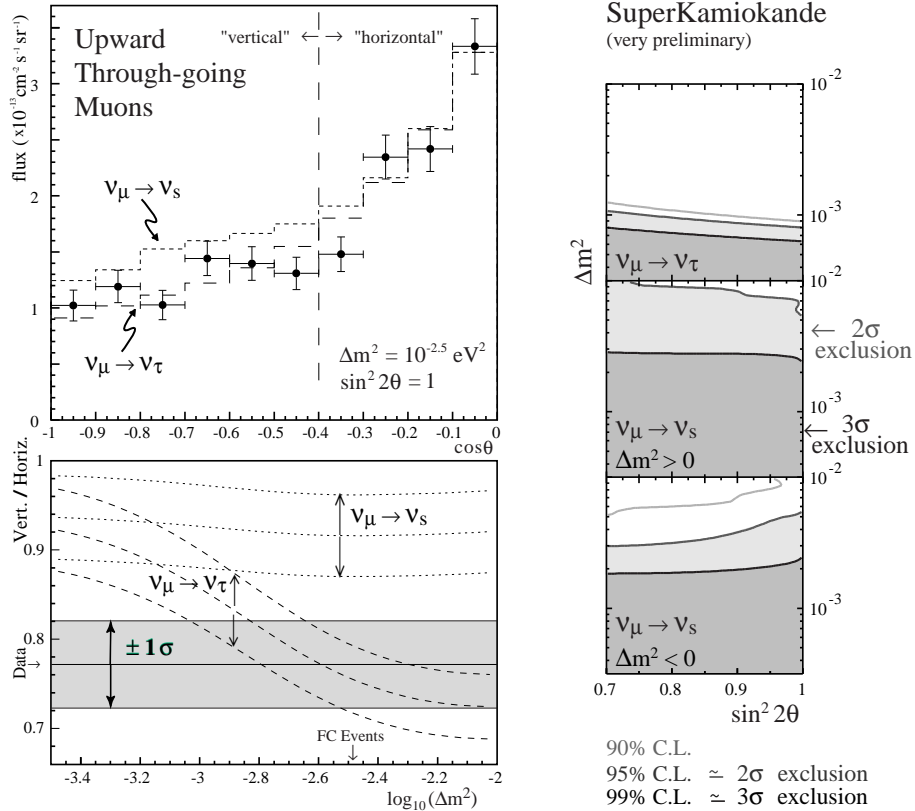 Upward
Through-going
Muons
"vertical" ← → "horizontal"
flux (×10⁻¹³cm⁻² s⁻¹ sr⁻¹)
3
2
1
0
νμ → νs
νμ → ντ
Δm² = 10⁻²·⁵ eV²
sin² 2θ = 1
-1 -0.9 -0.8 -0.7 -0.6 -0.5 -0.4 -0.3 -0.2 -0.1 0
cosθ
Vert. / Horiz.
1
0.9
0.8
0.7
Data →
νμ → νs
νμ → ντ
± 1σ
FC Events
-3.4 -3.2 -3 -2.8 -2.6 -2.4 -2.2 -2
log₁₀(Δm²)
SuperKamiokande
(very preliminary)
Δm²
10⁻²
10⁻³
νμ → ντ
10⁻²
← 2σ
exclusion
10⁻³
νμ → νs
Δm² > 0
← 3σ
exclusion
10⁻²
10⁻²
10⁻³
νμ → νs
Δm² < 0
0.7 0.8 0.9 1
sin² 2θ
90% C.L.
95% C.L. ≃ 2σ exclusion
99% C.L. ≃ 3σ exclusion